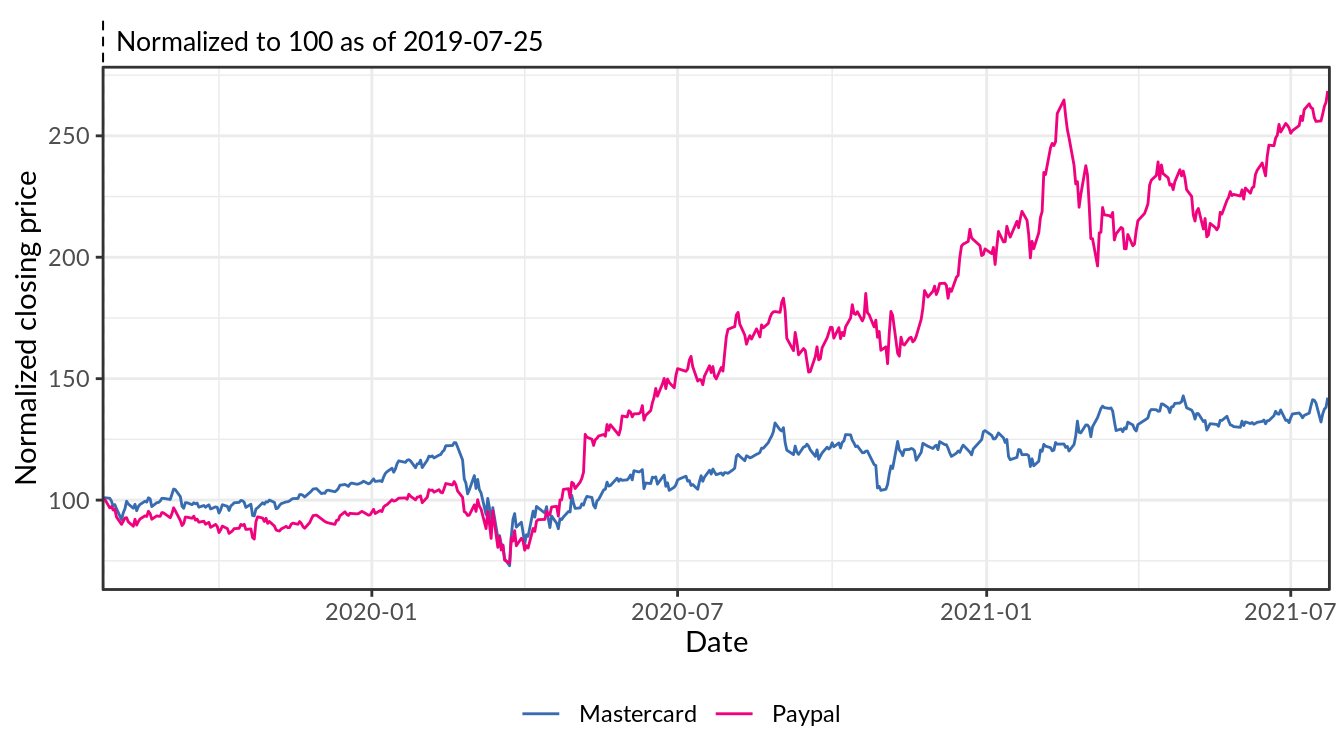 Normalized to 100 as of 2019-07-25
Normalized closing price
250
200
150
100
2020-01
2020-07
2021-01
2021-07
Date
Mastercard
Paypal